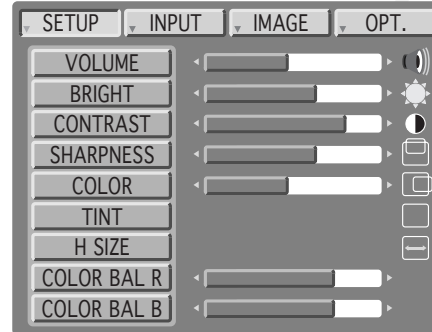 SETUP INPUT IMAGE OPT.
VOLUME
BRIGHT
CONTRAST
SHARPNESS
COLOR
TINT
H SIZE
COLOR BAL R
COLOR BAL B